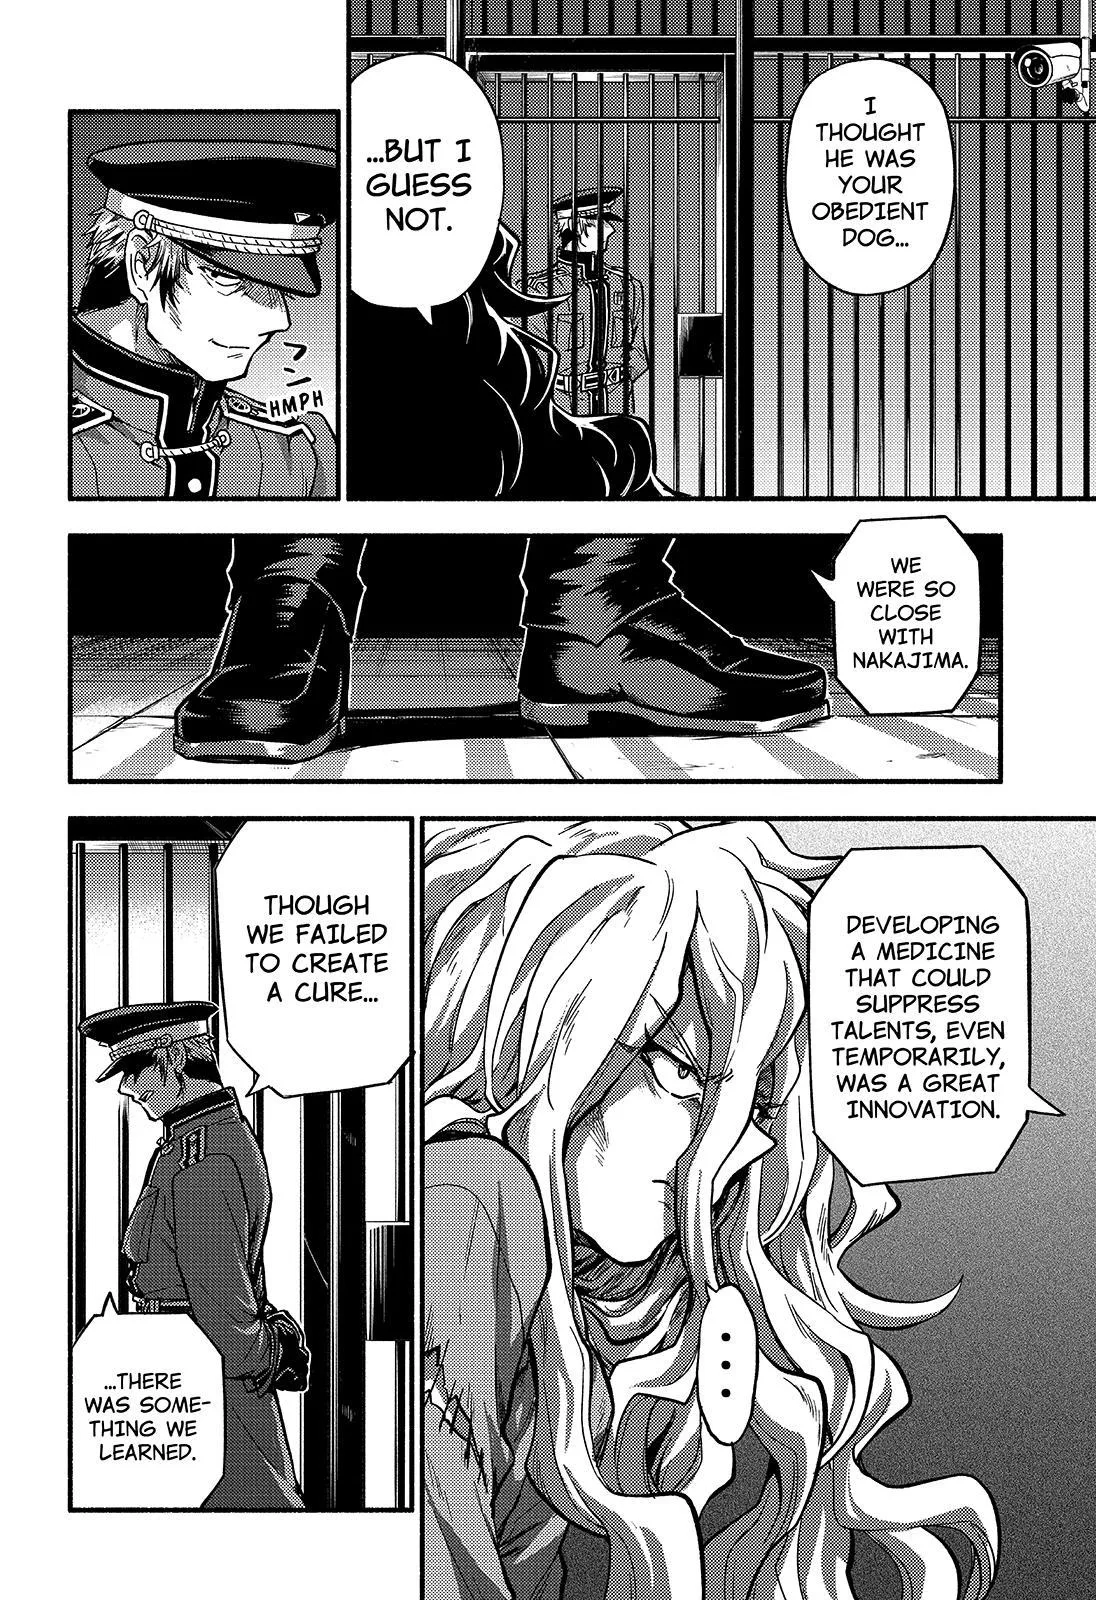 I
THOUGHT
HE WAS
YOUR
OBEDIENT
DOG...
...BUT I
GUESS
NOT.
フン
HMPH
WE
WERE SO
CLOSE
WITH
NAKAJIMA.
DEVELOPING
A MEDICINE
THAT COULD
SUPPRESS
TALENTS, EVEN
TEMPORARILY,
WAS A GREAT
INNOVATION.
...
THOUGH
WE FAILED
TO CREATE
A CURE...
...THERE
WAS SOME-
THING WE
LEARNED.